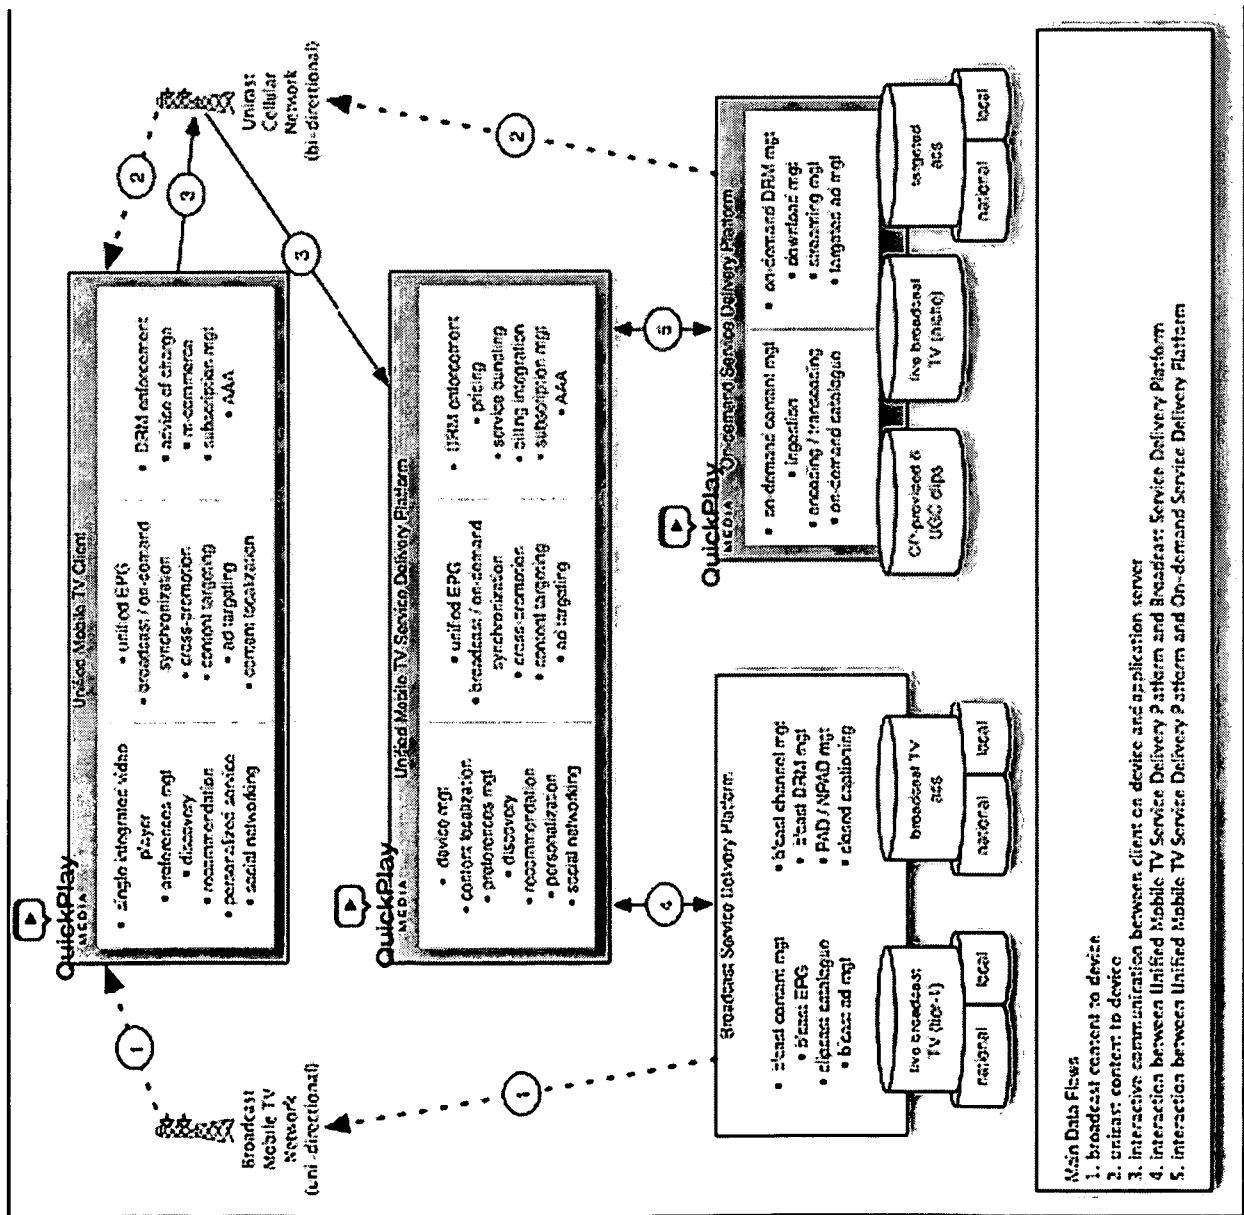 QuickPlay
MEDIA
Unified Mobile TV Client
• single integrated video
player
• preferences mgt
• discovery
• recommendation
• personalized service
• social networking
• unified EPG
• broadcast / on-demand
synchronization
• cross-promotion
• content targeting
• ad targeting
• content localization
• DRM enforcement
• advice of charge
• m-commerce
• subscription mgt
• AAA
1
2
3
Broadcast
Mobile TV
Network
(uni-directional)
Unicast
Cellular
Network
(bi-directional)
3
QuickPlay
MEDIA
Unified Mobile TV Service Delivery Platform
• device mgt
• content localization
• preferences mgt
• discovery
• recommendation
• personalization
• social networking
• unified EPG
• broadcast / on-demand
synchronization
• cross-promotion
• content targeting
• ad targeting
• DRM enforcement
• pricing
• service bundling
• billing integration
• subscription mgt
• AAA
1
4
5
2
Broadcast Service Delivery Platform
• b'cast content mgt
• b'cast EPG
• clipcast catalogue
• b'cast ad mgt
• b'cast channel mgt
• b'cast DRM mgt
• PAD / NPAD mgt
• closed captioning
live broadcast
TV (tier-1)
national
local
broadcast TV
ads
national
local
QuickPlay
MEDIA
On-demand Service Delivery Platform
• on-demand content mgt
• ingestion
• encoding / transcoding
• on-demand catalogue
• on-demand DRM mgt
• download mgt
• streaming mgt
• targeted ad mgt
CP-provided &
UGC clips
live broadcast
TV (niche)
targeted
ads
national
local
Main Data Flows
1. broadcast content to device
2. unicast content to device
3. interactive communication between client on device and application server
4. interaction between Unified Mobile TV Service Delivery Platform and Broadcast Service Delivery Platform
5. interaction between Unified Mobile TV Service Delivery Platform and On-demand Service Delivery Platform